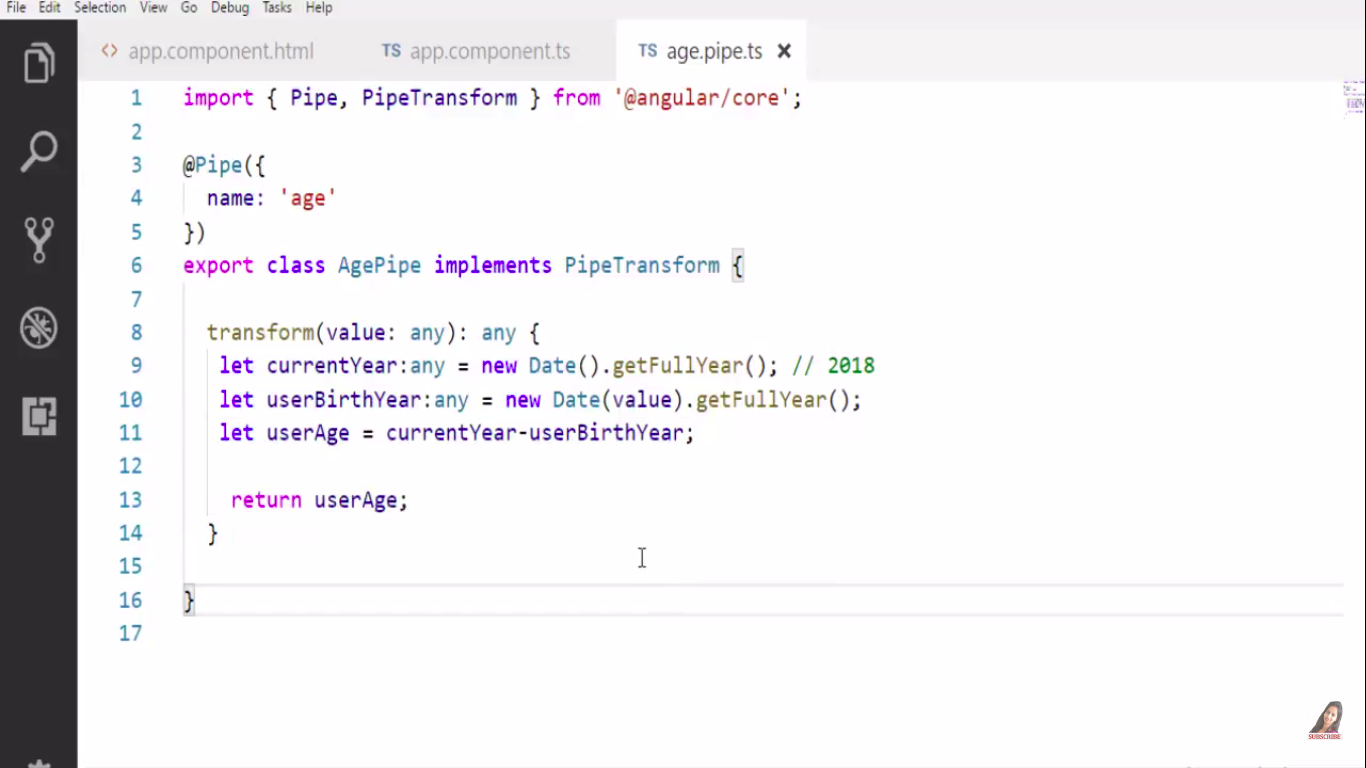 File Edit Selection View Go Debug Tasks Help
<> app.component.html TS app.component.ts TS age.pipe.ts ×
1 import { Pipe, PipeTransform } from '@angular/core';
2
3 @Pipe({
4   name: 'age'
5 })
6 export class AgePipe implements PipeTransform {
7
8   transform(value: any): any {
9    let currentYear:any = new Date().getFullYear(); // 2018
10    let userBirthYear:any = new Date(value).getFullYear();
11    let userAge = currentYear-userBirthYear;
12
13     return userAge;
14   }
15
16 }
17
SUBSCRIBE